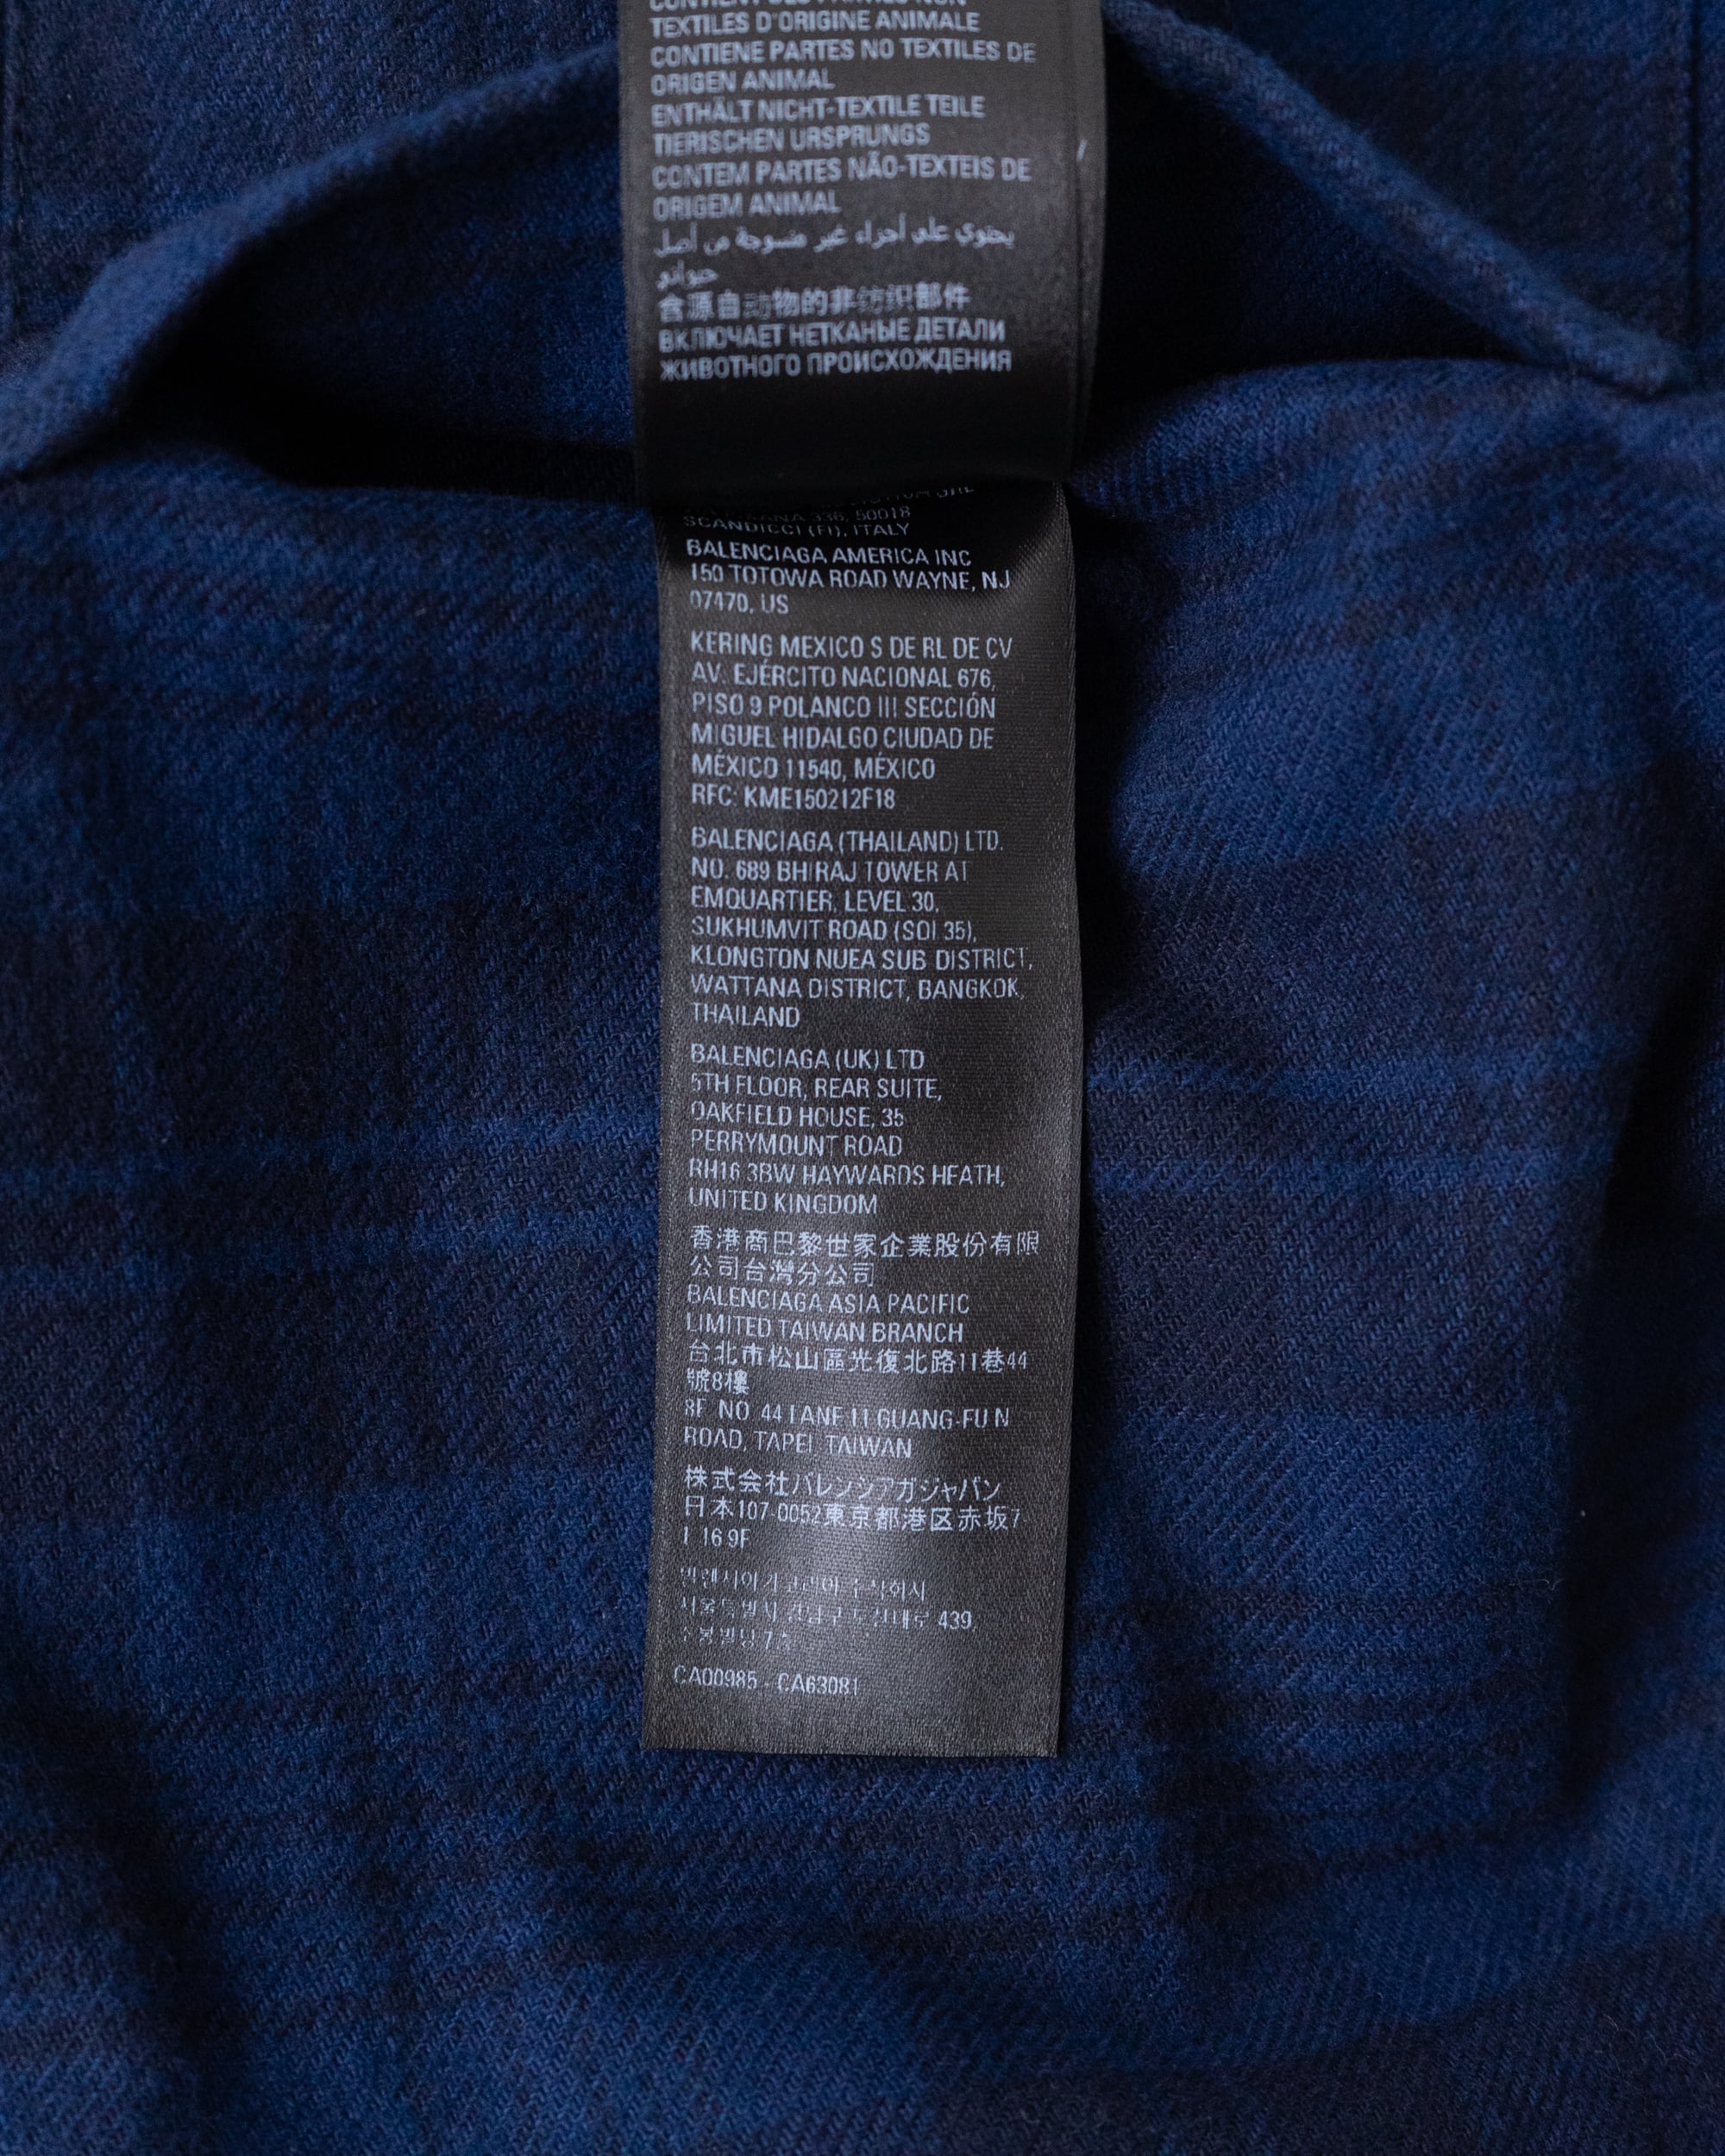 TEXTILES D'ORIGINE ANIMALE
CONTIENE PARTES NO TEXTILES DE
ORIGEN ANIMAL
ENTHÄLT NICHT-TEXTILE TEILE
TIERISCHEN URSPRUNGS
CONTEM PARTES NÃO-TEXTEIS DE
ORIGEM ANIMAL
يحتوي على أجزاء غير منسوجة من أصل
حيوانو
含源自动物的非纺织部件
ВКЛЮЧАЕТ НЕТКАНЫЕ ДЕТАЛИ
ЖИВОТНОГО ПРОИСХОЖДЕНИЯ
336, 50018
SCANDICCI (FI), ITALY
BALENCIAGA AMERICA INC
150 TOTOWA ROAD WAYNE, NJ
07470, US
KERING MEXICO S DE RL DE CV
AV. EJÉRCITO NACIONAL 676,
PISO 9 POLANCO III SECCIÓN
MIGUEL HIDALGO CIUDAD DE
MÉXICO 11540, MÉXICO
RFC: KME150212F18
BALENCIAGA (THAILAND) LTD.
NO. 689 BHIRAJ TOWER AT
EMQUARTIER, LEVEL 30,
SUKHUMVIT ROAD (SOI 35),
KLONGTON NUEA SUB DISTRICT,
WATTANA DISTRICT, BANGKOK,
THAILAND
BALENCIAGA (UK) LTD
5TH FLOOR, REAR SUITE,
OAKFIELD HOUSE, 35
PERRYMOUNT ROAD
RH16 3BW HAYWARDS HEATH,
UNITED KINGDOM
香港商巴黎世家企業股份有限
公司台灣分公司
BALENCIAGA ASIA PACIFIC
LIMITED TAIWAN BRANCH
台北市松山區光復北路11巷44
號8樓
8F NO 44 LANE 11 GUANG-FU N
ROAD, TAPEI, TAIWAN
株式会社バレンシアガジャパン
日本107-0052東京都港区赤坂7
1 16 9F
439,
CA00985 - CA63081